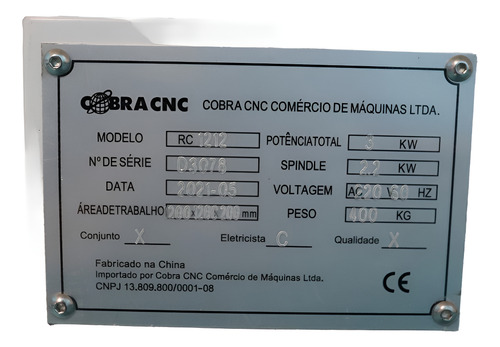 COBRA CNC COBRA CNC COMÉRCIO DE MÁQUINAS LTDA.
MODELO RC 1212 POTÊNCIATOTAL 3 KW
Nº DE SÉRIE D3078 SPINDLE 2.2 KW
DATA 2021-05 VOLTAGEM HZ
ÁREADETRABALHO mm PESO 400 KG
Conjunto X Eletricista C Qualidade X
Fabricado na China
Importado por Cobra CNC Comércio de Máquinas Ltda.
CNPJ 13.809.800/0001-08 CE